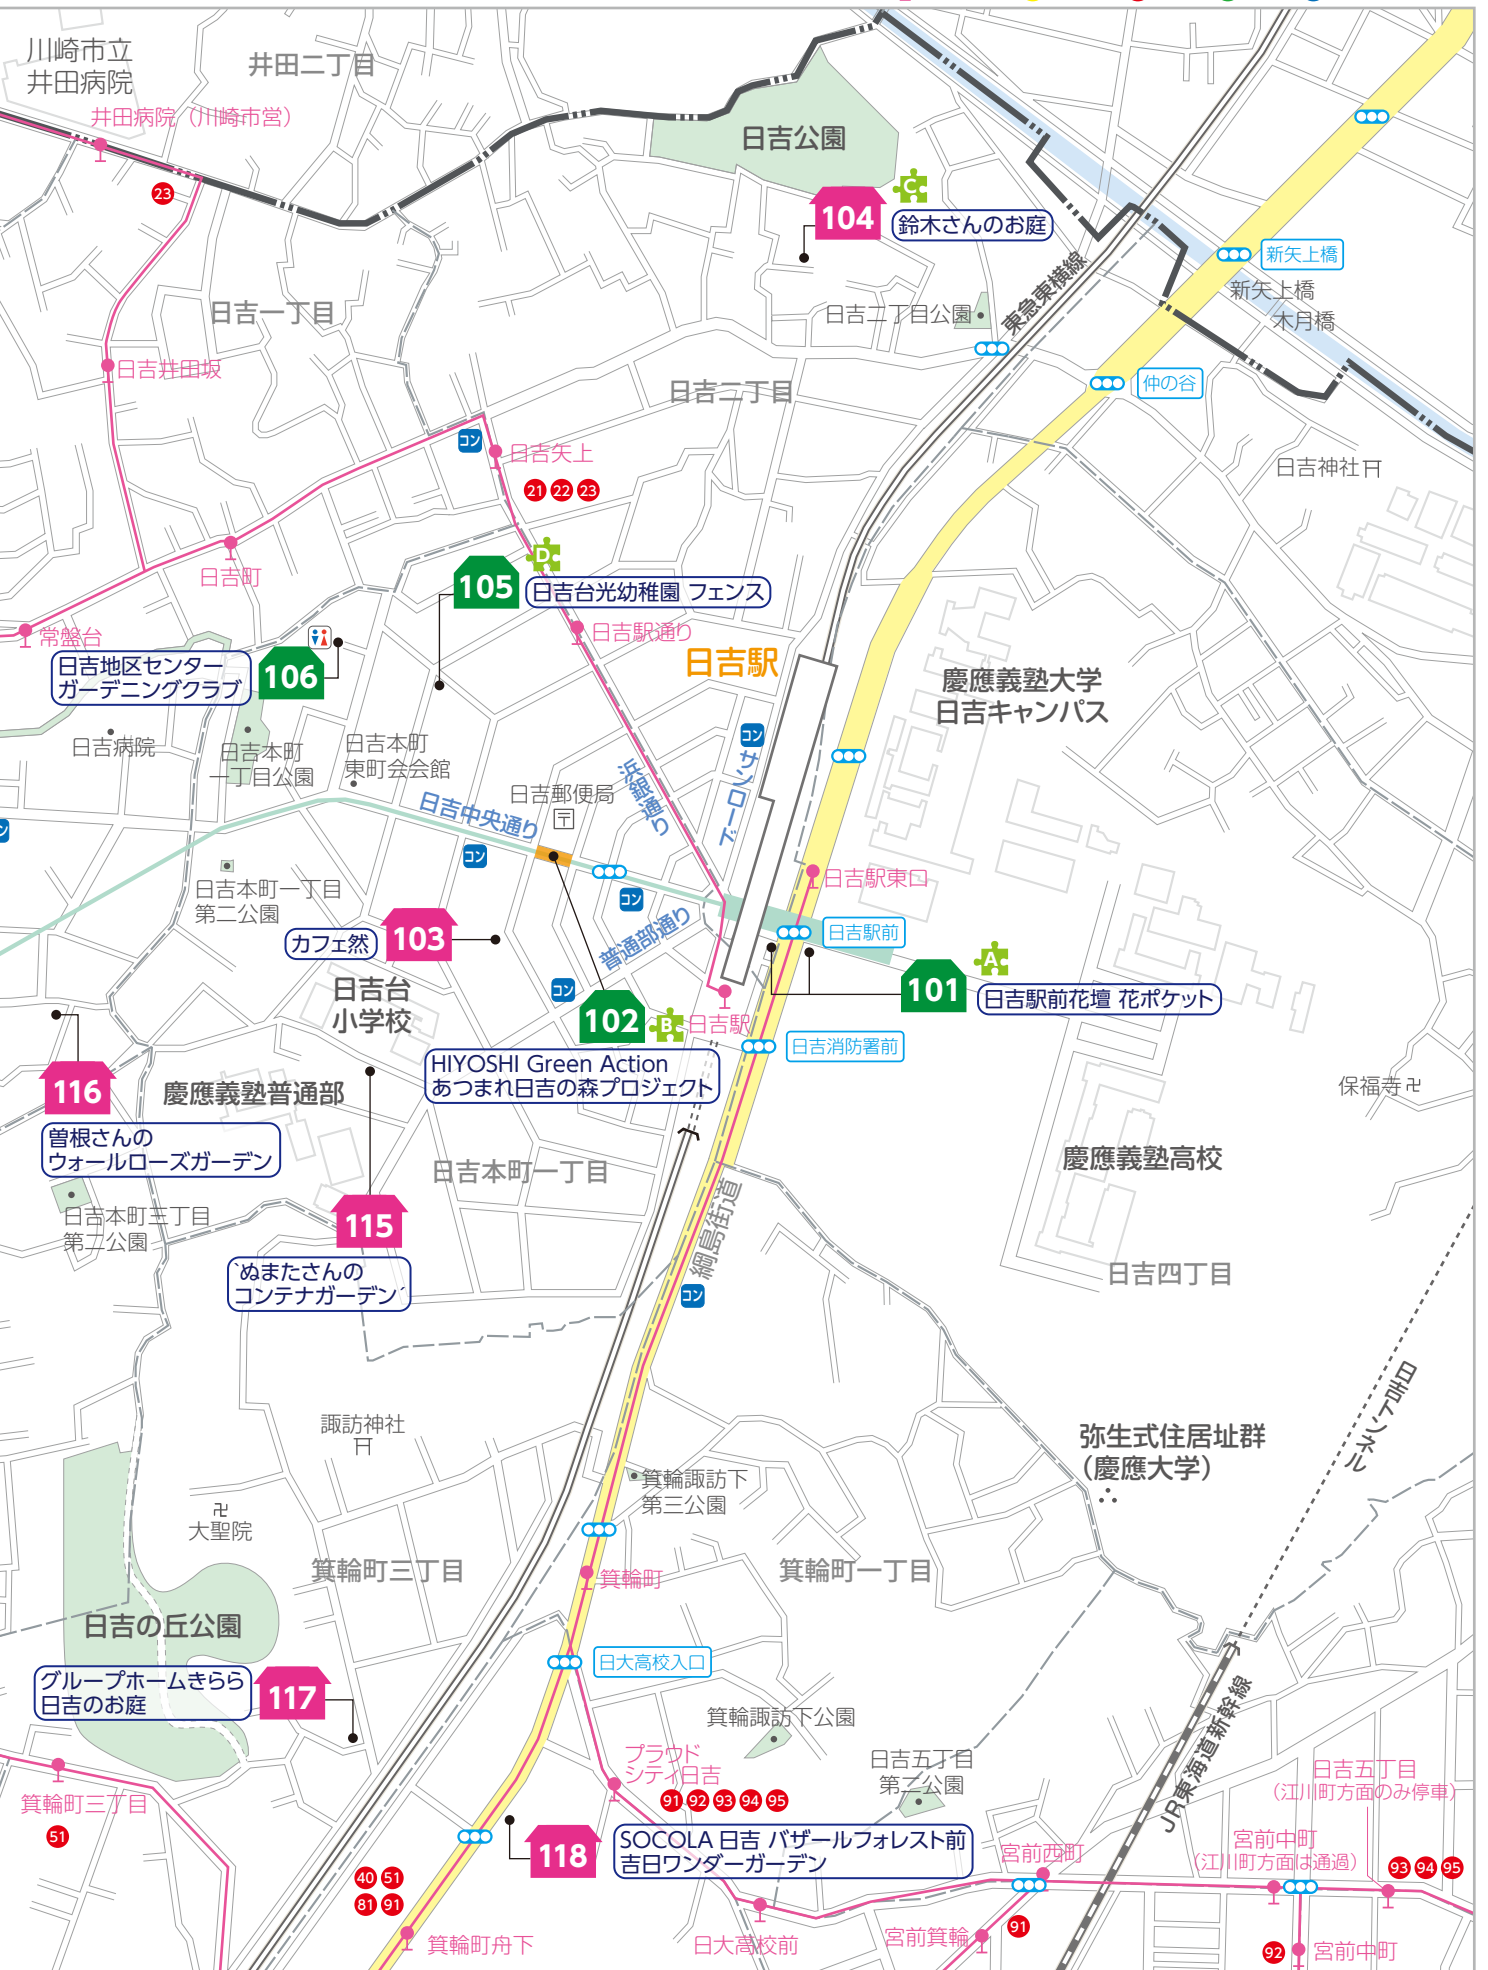 川崎市立
井田病院
井田二丁目
井田病院（川崎市営）
23
日吉公園
C
104
鈴木さんのお庭
新矢上橋
新矢上橋
木月橋
東急東横線
日吉二丁目公園
日吉一丁目
日吉井田坂
日吉二丁目
仲の谷
コン
日吉矢上
21 22 23
日吉神社
日吉町
D
105
日吉台光幼稚園 フェンス
常盤台
日吉駅通り
日吉地区センター
ガーデニングクラブ
106
日吉駅
慶應義塾大学
日吉キャンパス
日吉病院
日吉本町
一丁目公園
日吉本町
東町会会館
コン
サンロード
浜銀通り
日吉郵便局
〒
日吉中央通り
コン
コン
日吉本町一丁目
第二公園
コン
日吉駅東口
普通部通り
日吉駅前
カフェ然
103
A
101
日吉駅前花壇 花ポケット
日吉台
小学校
コン
102
B
日吉駅
日吉消防署前
HIYOSHI Green Action
あつまれ日吉の森プロジェクト
116
曽根さんの
ウォールローズガーデン
慶應義塾普通部
保福寺卍
慶應義塾高校
日吉本町一丁目
日吉本町三丁目
第二公園
115
ぬまたさんの
コンテナガーデン
綱島街道
コン
日吉四丁目
日吉トンネル
諏訪神社
弥生式住居址群
（慶應大学）
箕輪諏訪下
第三公園
卍
大聖院
箕輪町三丁目
箕輪町
箕輪町一丁目
日吉の丘公園
日大高校入口
グループホームきらら
日吉のお庭
117
箕輪諏訪下公園
JR東海道新幹線
プラウド
シティ日吉
91 92 93 94 95
日吉五丁目
第二公園
日吉五丁目
（江川町方面のみ停車）
箕輪町三丁目
51
118
SOCOLA 日吉 バザールフォレスト前
吉日ワンダーガーデン
宮前西町
宮前中町
（江川町方面は通過）
93 94 95
40 51
81 91
箕輪町舟下
日大高校前
宮前箕輪
91
92
宮前中町